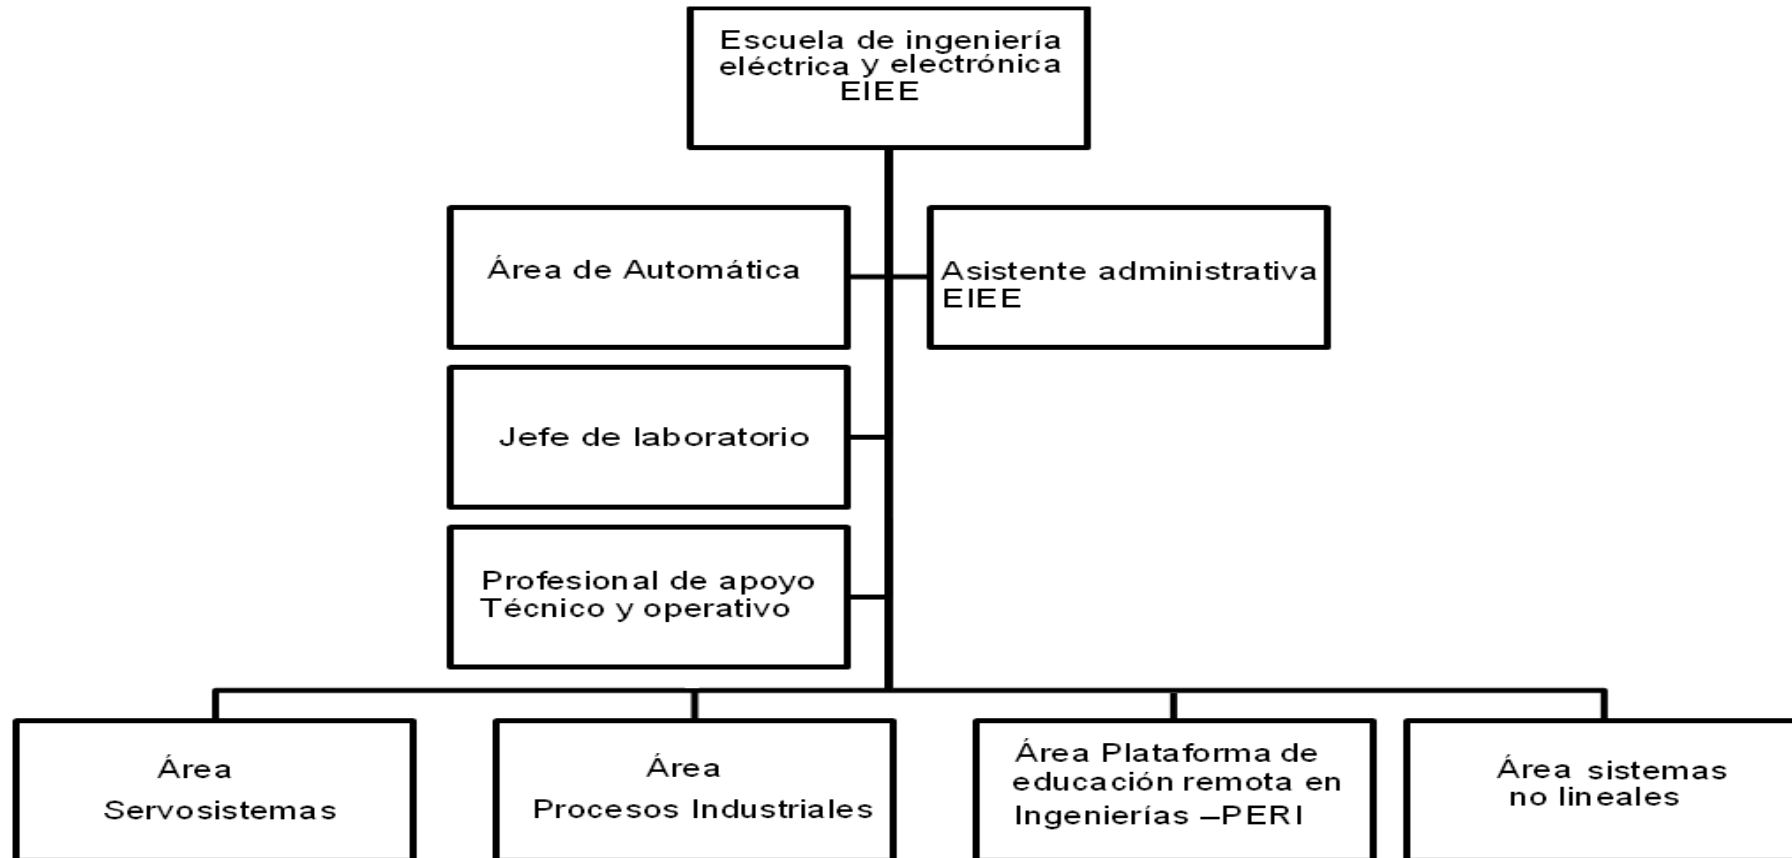 Escuela de ingeniería
eléctrica y electrónica
EIEE
Área de Automática
Asistente administrativa
EIEE
Jefe de laboratorio
Profesional de apoyo
Técnico y operativo
Área
Servosistemas
Área
Procesos Industriales
Área Plataforma de
educación remota en
Ingenierías –PERI
Área sistemas
no lineales